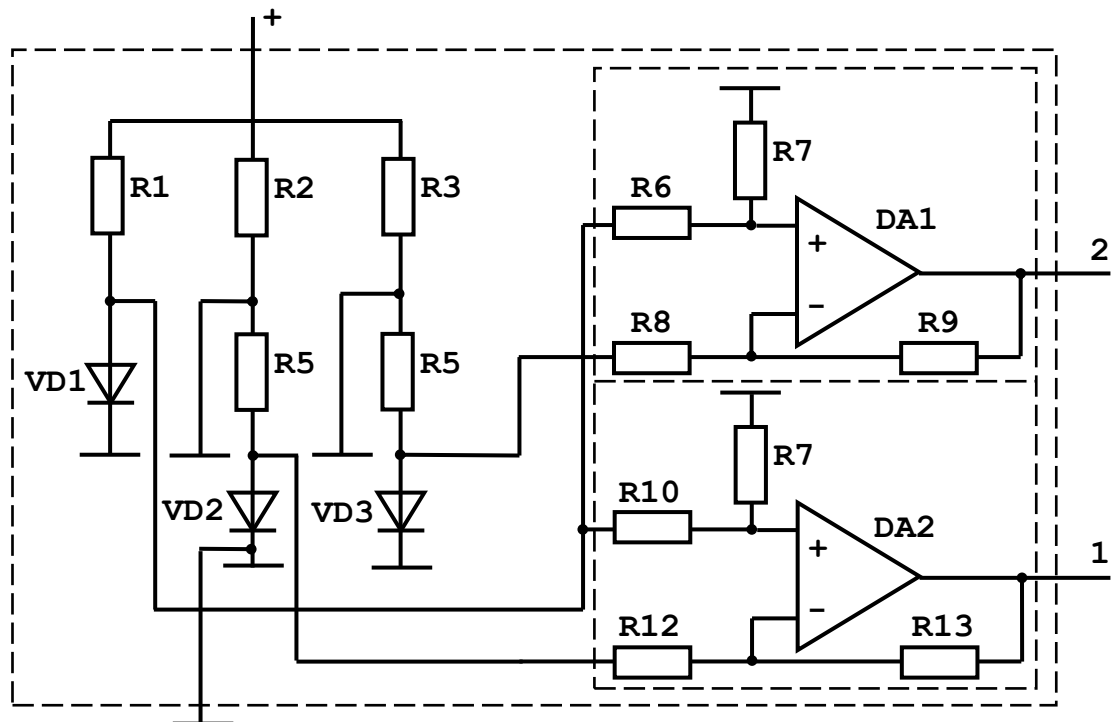 +
R1
R2
R3
R6
R7
DA1
+
−
2
R8
R9
VD1
R5
R5
R7
R10
VD2
VD3
DA2
+
−
1
R12
R13